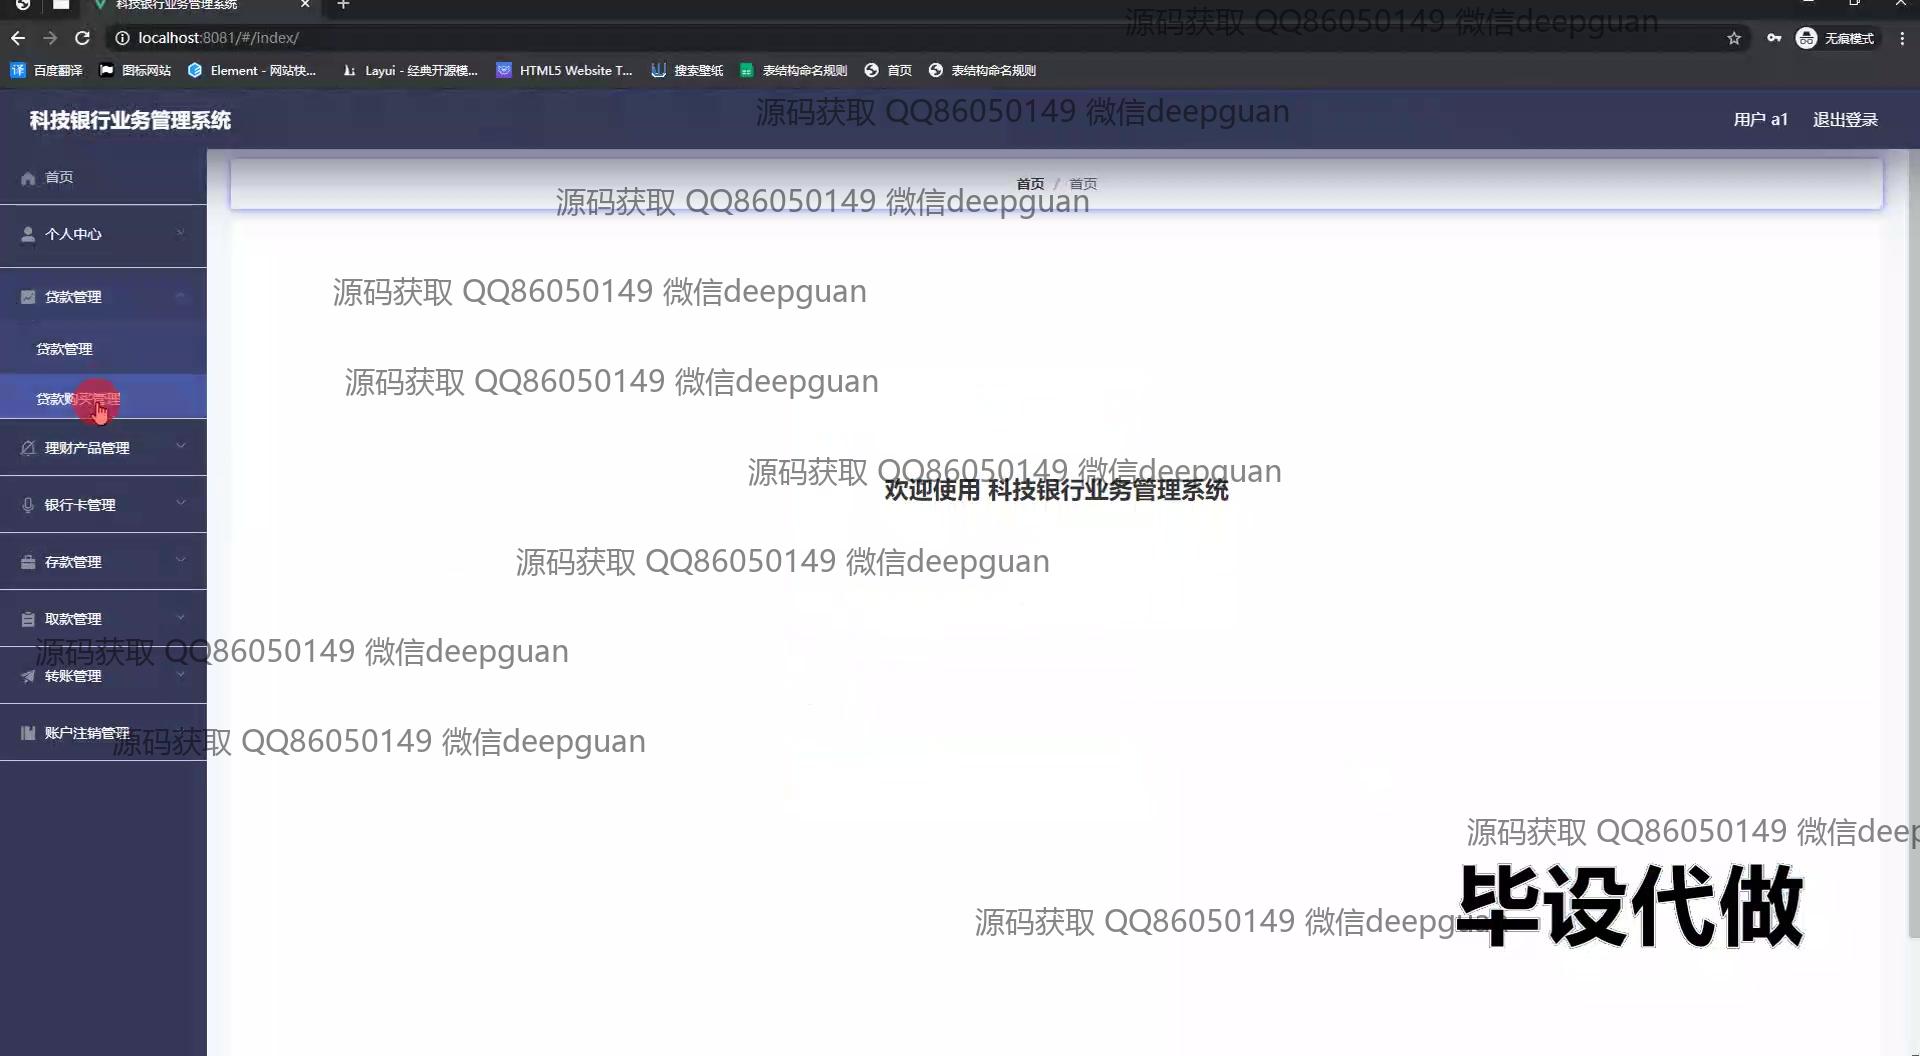 科技银行业务管理系统
源码获取 QQ86050149 微信deepguan
localhost:8081/#/index/
无痕模式
译 百度翻译 图标网站 Element - 网站快... Layui - 经典开源模... HTML5 Website T... 搜索壁纸 表结构命名规则 首页 表结构命名规则
科技银行业务管理系统
源码获取 QQ86050149 微信deepguan
用户 a1 退出登录
首页
首页 / 首页
源码获取 QQ86050149 微信deepguan
个人中心
源码获取 QQ86050149 微信deepguan
贷款管理
贷款管理
源码获取 QQ86050149 微信deepguan
贷款购买管理
理财产品管理
源码获取 QQ86050149 微信deepguan
欢迎使用 科技银行业务管理系统
银行卡管理
存款管理
源码获取 QQ86050149 微信deepguan
取款管理
源码获取 QQ86050149 微信deepguan
转账管理
账户注销管理
源码获取 QQ86050149 微信deepguan
源码获取 QQ86050149 微信deep
源码获取 QQ86050149 微信deepgua
毕设代做